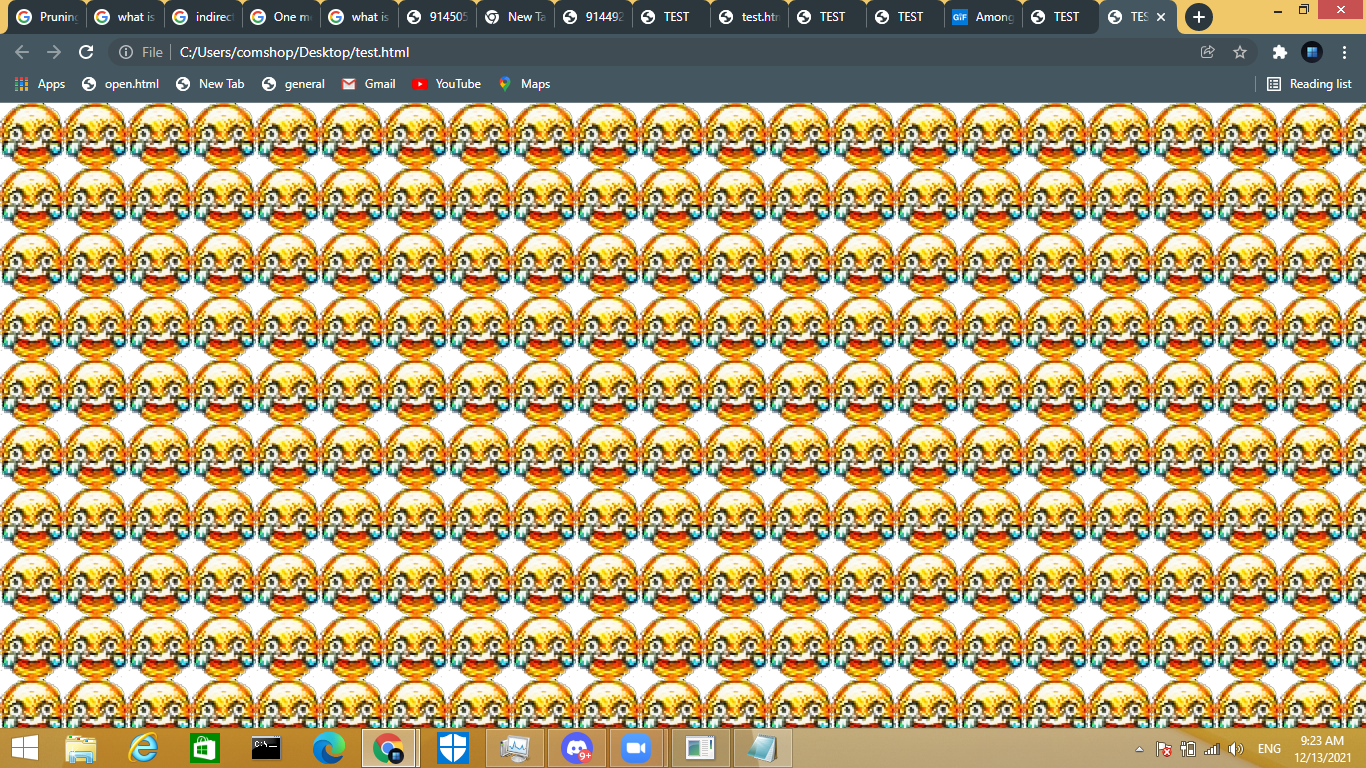 Pruning what is indirect One m what is 914505 New Ta 914492 TEST test.htm TEST TEST GIF Among TEST TES
File C:/Users/comshop/Desktop/test.html
Apps open.html New Tab general Gmail YouTube Maps Reading list
C:\ 9+ ENG 9:23 AM
12/13/2021